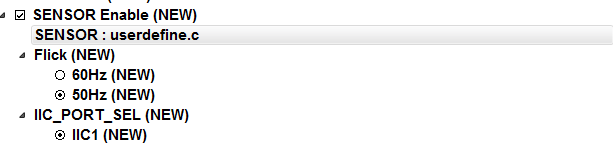 SENSOR Enable (NEW)
SENSOR : userdefine.c
Flick (NEW)
60Hz (NEW)
50Hz (NEW)
IIC_PORT_SEL (NEW)
IIC1 (NEW)